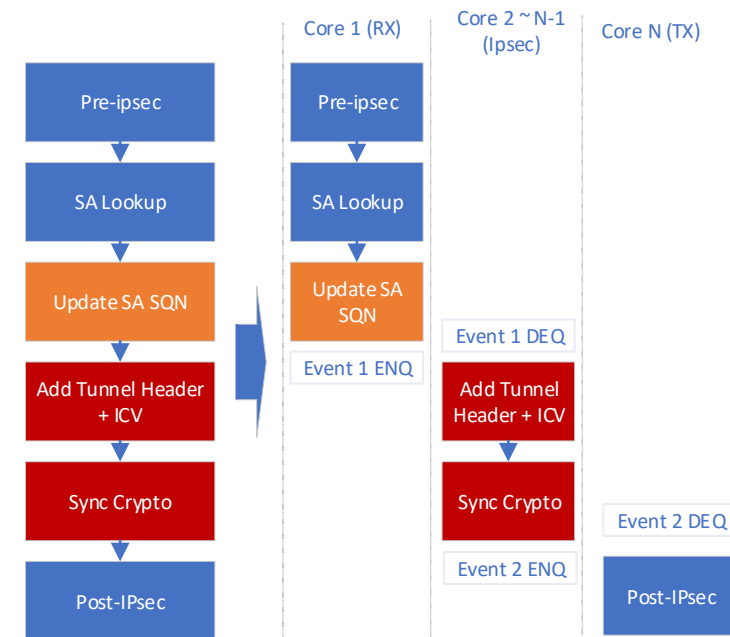 Pre-ipsec
SA Lookup
Update SA SQN
Add Tunnel Header
+ ICV
Sync Crypto
Post-IPsec
Core 1 (RX)
Pre-ipsec
SA Lookup
Update SA
SQN
Event 1 ENQ
Core 2 ~ N-1
(Ipsec)
Event 1 DEQ
Add Tunnel
Header + ICV
Sync Crypto
Event 2 ENQ
Core N (TX)
Event 2 DEQ
Post-IPsec